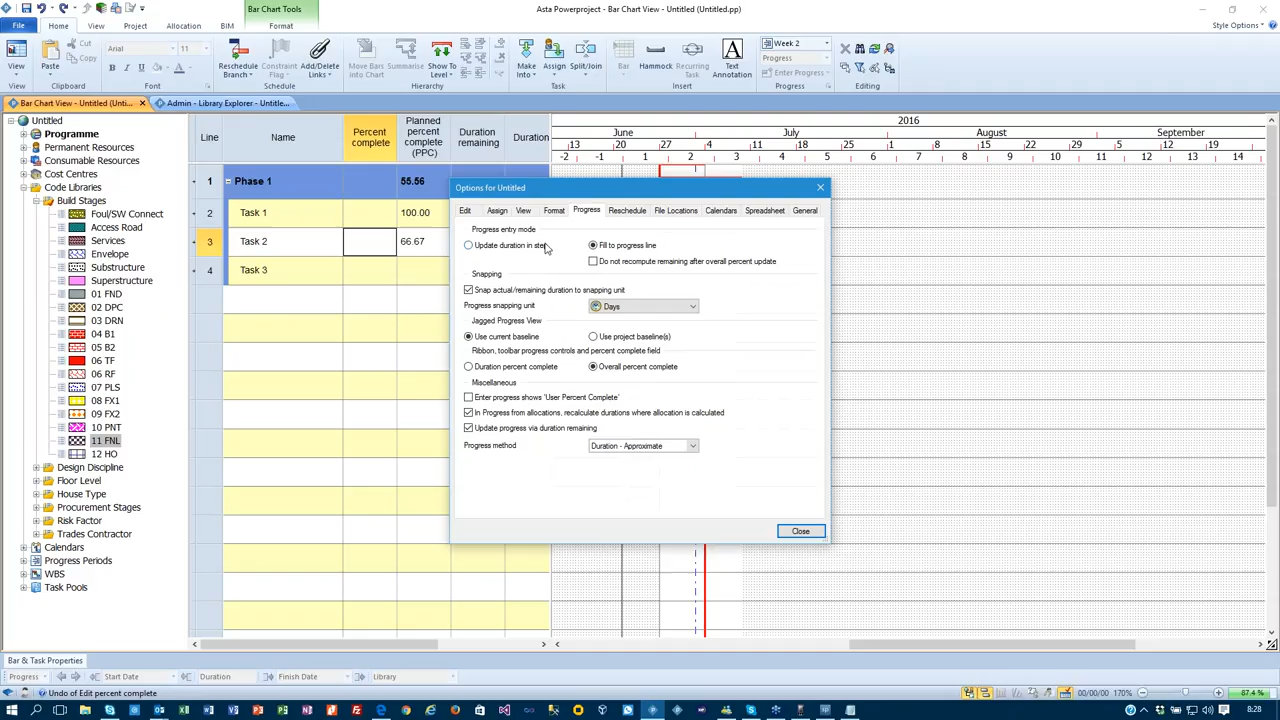 Bar Chart Tools
Asta Powerproject - Bar Chart View - Untitled (Untitled.pp)
File Home View Project Allocation BIM Format Style Options
Cut
Copy
Arial 11
Week 2
Progress
Enter Progress
View Paste Reschedule Branch Constraint Flag Add/Delete Links Move Bars into Chart Summarise Show To Level Make Into Assign Split/Join Bar Hammock Recurring Task Text Annotation
View Clipboard Font Schedule Hierarchy Task Insert Progress Editing
Bar Chart View - Untitled (Unti... Admin - Library Explorer - Untitle...
Untitled
Programme
Permanent Resources
Consumable Resources
Cost Centres
Code Libraries
Build Stages
Foul/SW Connect
Access Road
Services
Envelope
Substructure
Superstructure
01 FND
02 DPC
03 DRN
04 B1
05 B2
06 TF
06 RF
07 PLS
08 FX1
09 FX2
10 PNT
11 FNL
12 HO
Design Discipline
Floor Level
House Type
Procurement Stages
Risk Factor
Trades Contractor
Calendars
Progress Periods
WBS
Task Pools
Line Name Percent complete Planned percent complete (PPC) Duration remaining Duration
1 Phase 1 55.56
2 Task 1 100.00
3 Task 2 66.67
4 Task 3
2016
June July August September
13 20 27 4 11 18 25 1 8 15 22 29 5 12 19
-2 -1 1 2 3 4 5 6 7 8 9 10 11 12 13 14
Options for Untitled
Edit Assign View Format Progress Reschedule File Locations Calendars Spreadsheet General
Progress entry mode
Update duration in step
Fill to progress line
Do not recompute remaining after overall percent update
Snapping
Snap actual/remaining duration to snapping unit
Progress snapping unit Days
Jagged Progress View
Use current baseline Use project baseline(s)
Ribbon, toolbar progress controls and percent complete field
Duration percent complete Overall percent complete
Miscellaneous
Enter progress shows 'User Percent Complete'
In Progress from allocations, recalculate durations where allocation is calculated
Update progress via duration remaining
Progress method Duration - Approximate
Close
Bar & Task Properties
Progress Start Date Duration Finish Date Library
Undo of Edit percent complete
00/00/00 170% 87.4 %
8:28